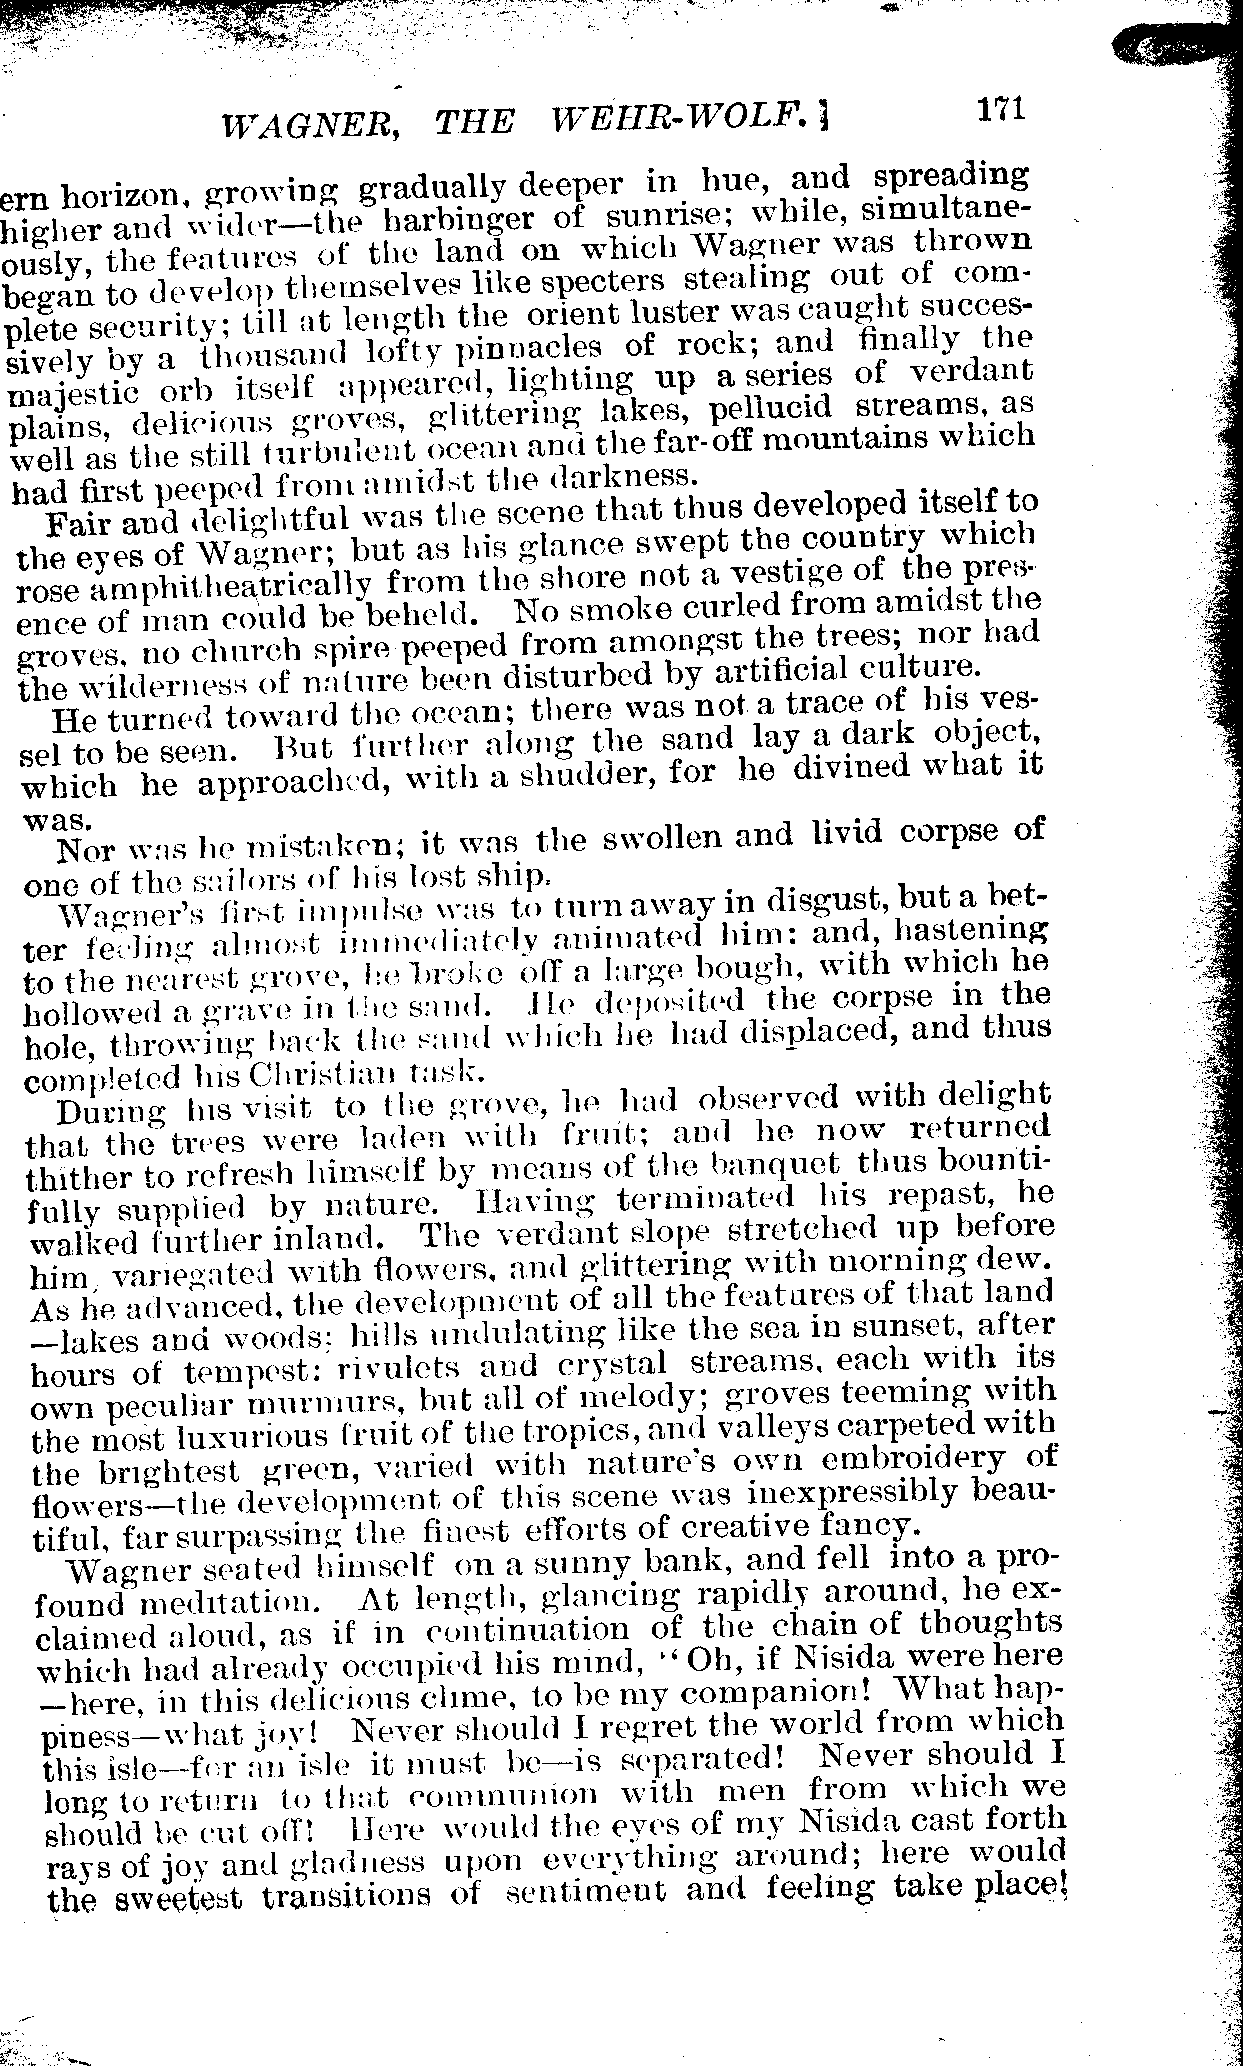 WAGNER, THE WEHR-WOLF.] 171
ern horizon, growing gradually deeper in hue, and spreading
higher and wider—the harbinger of sunrise; while, simultane-
ously, the features of the land on which Wagner was thrown
began to develop themselves like specters stealing out of com-
plete security; till at length the orient luster was caught succes-
sively by a thousand lofty pinnacles of rock; and finally the
majestic orb itself appeared, lighting up a series of verdant
plains, delicious groves, glittering lakes, pellucid streams, as
well as the still turbulent ocean and the far-off mountains which
had first peeped from amidst the darkness.
Fair and delightful was the scene that thus developed itself to
the eyes of Wagner; but as his glance swept the country which
rose amphitheatrically from the shore not a vestige of the pres-
ence of man could be beheld. No smoke curled from amidst the
groves, no church spire peeped from amongst the trees; nor had
the wilderness of nature been disturbed by artificial culture.
He turned toward the ocean; there was not a trace of his ves-
sel to be seen. But further along the sand lay a dark object,
which he approached, with a shudder, for he divined what it
was.
Nor was he mistaken; it was the swollen and livid corpse of
one of the sailors of his lost ship.
Wagner's first impulse was to turn away in disgust, but a bet-
ter feeling almost immediately animated him: and, hastening
to the nearest grove, he broke off a large bough, with which he
hollowed a grave in the sand. He deposited the corpse in the
hole, throwing back the sand which he had displaced, and thus
completed his Christian task.
During his visit to the grove, he had observed with delight
that the trees were laden with fruit; and he now returned
thither to refresh himself by means of the banquet thus bounti-
fully supplied by nature. Having terminated his repast, he
walked further inland. The verdant slope stretched up before
him, variegated with flowers, and glittering with morning dew.
As he advanced, the development of all the features of that land
—lakes and woods; hills undulating like the sea in sunset, after
hours of tempest: rivulets and crystal streams, each with its
own peculiar murmurs, but all of melody; groves teeming with
the most luxurious fruit of the tropics, and valleys carpeted with
the brightest green, varied with nature's own embroidery of
flowers—the development of this scene was inexpressibly beau-
tiful, far surpassing the finest efforts of creative fancy.
Wagner seated himself on a sunny bank, and fell into a pro-
found meditation. At length, glancing rapidly around, he ex-
claimed aloud, as if in continuation of the chain of thoughts
which had already occupied his mind, "Oh, if Nisida were here
—here, in this delicious clime, to be my companion! What hap-
piness—what joy! Never should I regret the world from which
this isle—for an isle it must be—is separated! Never should I
long to return to that communion with men from which we
should be cut off! Here would the eyes of my Nisida cast forth
rays of joy and gladness upon everything around; here would
the sweetest transitions of sentiment and feeling take place!